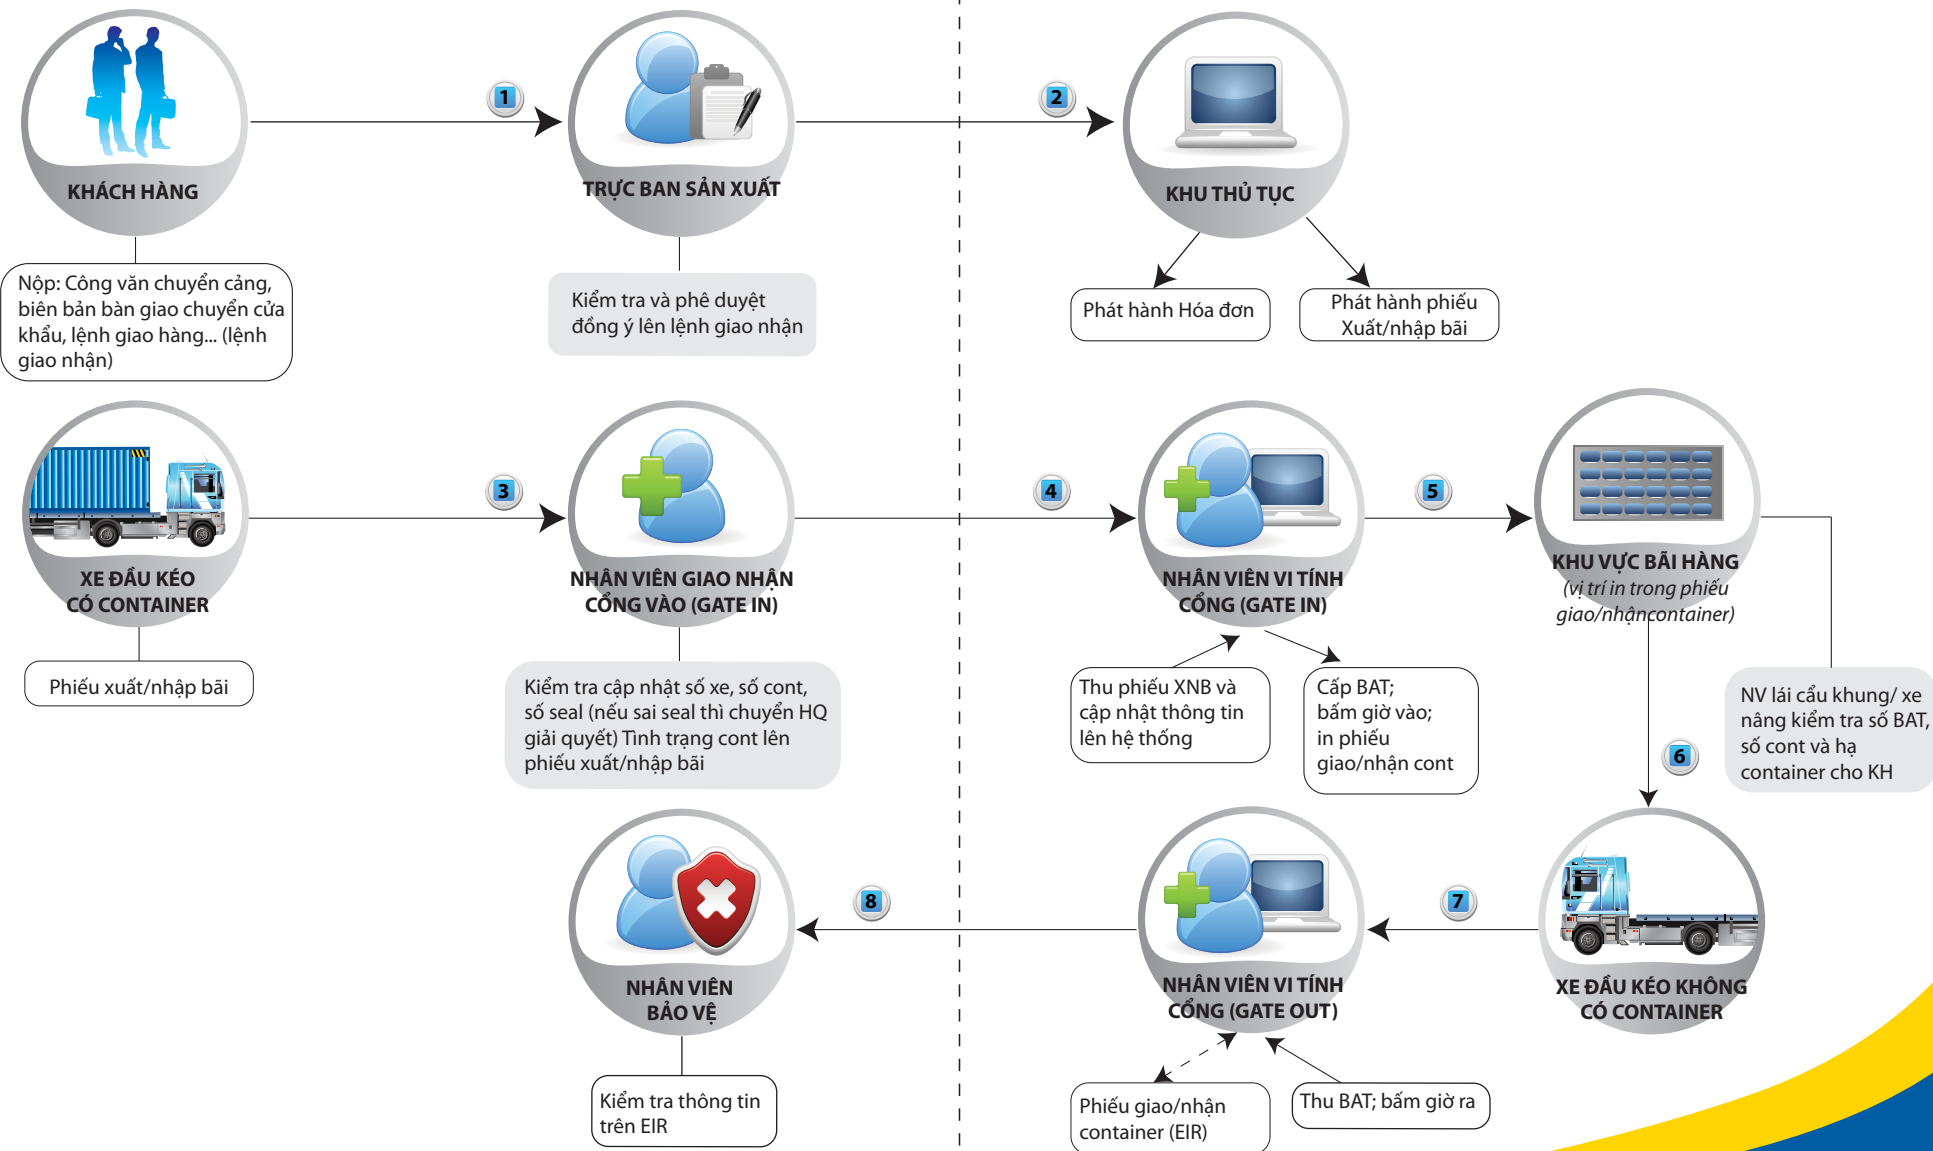 1
2
KHÁCH HÀNG
TRỰC BAN SẢN XUẤT
KHU THỦ TỤC
Nộp: Công văn chuyển cảng,
biên bản bàn giao chuyển cửa
khẩu, lệnh giao hàng... (lệnh
giao nhận)
Kiểm tra và phê duyệt
đồng ý lên lệnh giao nhận
Phát hành Hóa đơn
Phát hành phiếu
Xuất/nhập bãi
3
4
5
XE ĐẦU KÉO
CÓ CONTAINER
NHÂN VIÊN GIAO NHẬN
CỔNG VÀO (GATE IN)
NHÂN VIÊN VI TÍNH
CỔNG (GATE IN)
KHU VỰC BÃI HÀNG
(vị trí in trong phiếu
giao/nhậncontainer)
Phiếu xuất/nhập bãi
Kiểm tra cập nhật số xe, số cont,
số seal (nếu sai seal thì chuyển HQ
giải quyết) Tình trạng cont lên
phiếu xuất/nhập bãi
Thu phiếu XNB và
cập nhật thông tin
lên hệ thống
Cấp BAT;
bấm giờ vào;
in phiếu
giao/nhận cont
NV lái cẩu khung/ xe
nâng kiểm tra số BAT,
số cont và hạ
container cho KH
6
7
8
XE ĐẦU KÉO KHÔNG
CÓ CONTAINER
NHÂN VIÊN VI TÍNH
CỔNG (GATE OUT)
NHÂN VIÊN
BẢO VỆ
Kiểm tra thông tin
trên EIR
Phiếu giao/nhận
container (EIR)
Thu BAT; bấm giờ ra